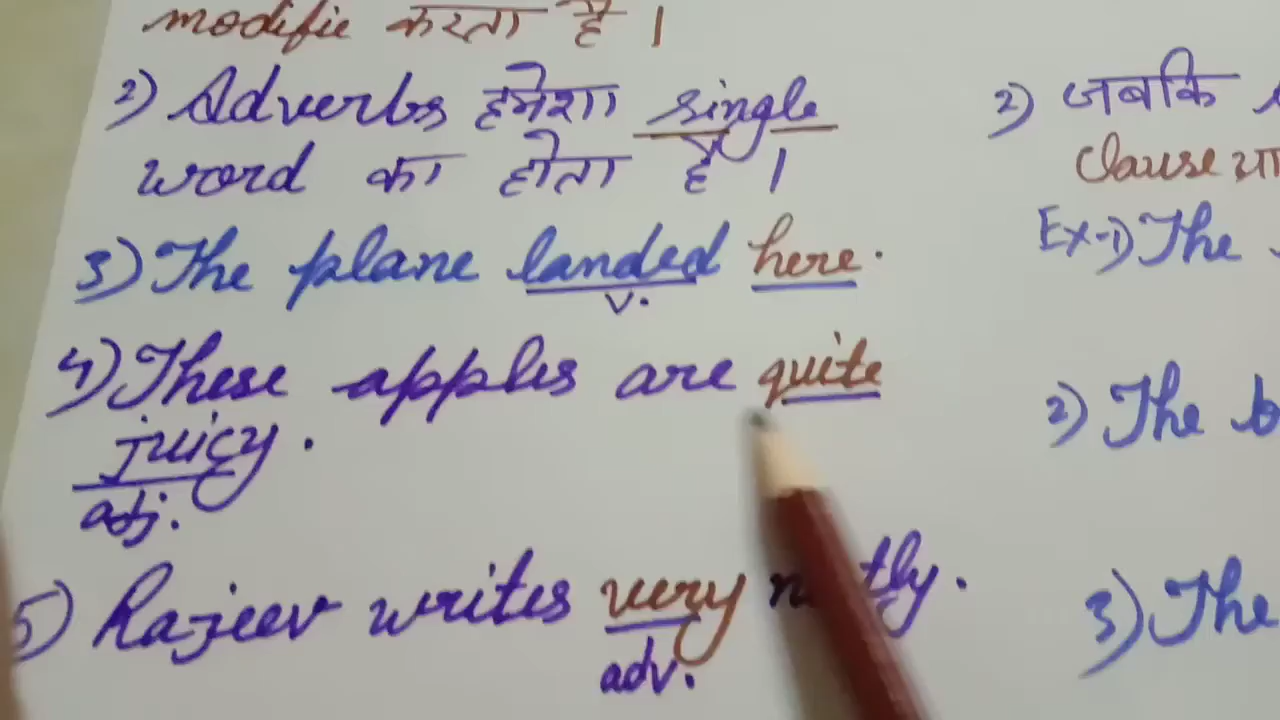 modifie करता है ।
2) Adverbs हमेशा single
word का होता है ।
3) The plane landed here.
v.
4) These apples are quite
juicy.
adj.
5) Rajeev writes very
adv.
2) जबकि
Clause या
Ex-1) The
2) The
3) The